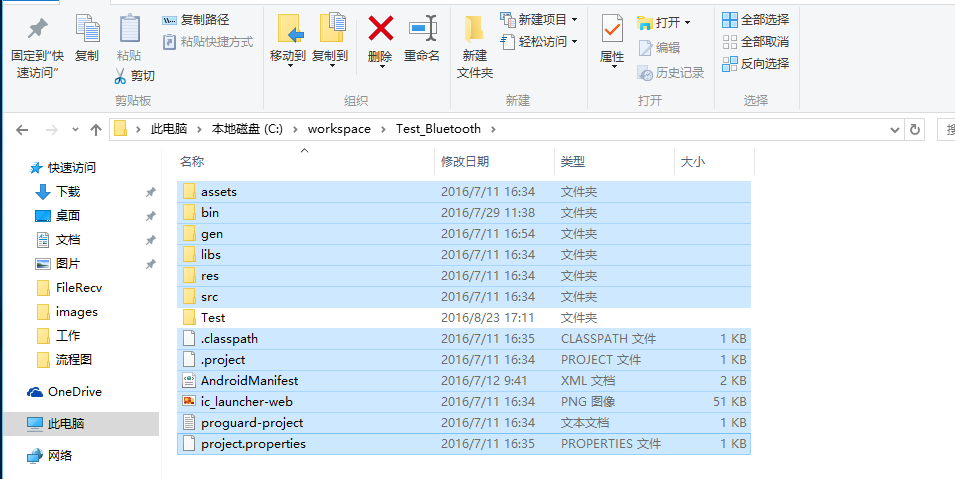 固定到"快速访问"
复制
粘贴
复制路径
粘贴快捷方式
剪切
剪贴板
移动到
复制到
删除
重命名
组织
新建文件夹
新建项目
轻松访问
新建
属性
打开
编辑
历史记录
打开
全部选择
全部取消
反向选择
选择
此电脑 本地磁盘 (C:) workspace Test_Bluetooth
搜
快速访问
下载
桌面
文档
图片
FileRecv
images
工作
流程图
OneDrive
此电脑
网络
名称 修改日期 类型 大小
assets 2016/7/11 16:34 文件夹
bin 2016/7/29 11:38 文件夹
gen 2016/7/11 16:54 文件夹
libs 2016/7/11 16:34 文件夹
res 2016/7/11 16:34 文件夹
src 2016/7/11 16:34 文件夹
Test 2016/8/23 17:11 文件夹
.classpath 2016/7/11 16:35 CLASSPATH 文件 1 KB
.project 2016/7/11 16:34 PROJECT 文件 1 KB
AndroidManifest 2016/7/12 9:41 XML 文档 2 KB
ic_launcher-web 2016/7/11 16:34 PNG 图像 51 KB
proguard-project 2016/7/11 16:34 文本文档 1 KB
project.properties 2016/7/11 16:35 PROPERTIES 文件 1 KB